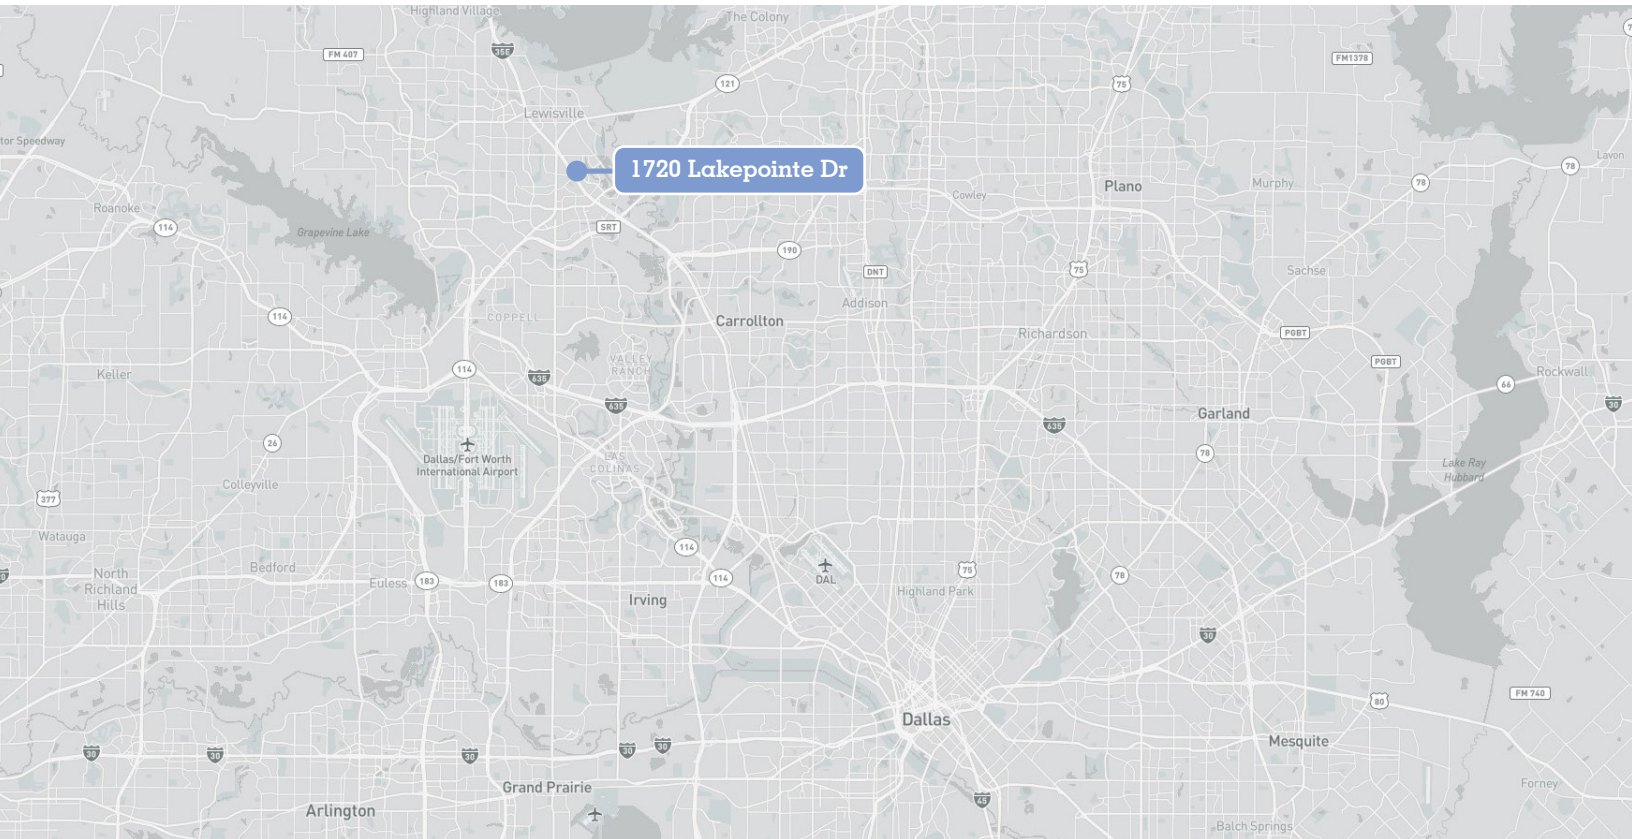 Highland Village
The Colony
35E
FM 407
FM1378
121
75
7
Lewisville
tor Speedway
1720 Lakepointe Dr
Lavon
78
78
Plano
Murphy
Cowley
Roanoke
114
Grapevine Lake
SRT
190
DNT
75
Sachse
Addison
114
COPPELL
Carrollton
Richardson
PGBT
VALLEY
RANCH
PGBT
114
635
Keller
Rockwall
66
635
30
Garland
635
26
Dallas/Fort Worth
International Airport
LAS
COLINAS
78
Lake Ray
Hubbard
Colleyville
377
Watauga
114
Bedford
North
Richland
Hills
Euless
183
183
114
DAL
75
78
0
Highland Park
Irving
30
FM 740
80
Dallas
Mesquite
30
30
30
30
30
Grand Prairie
Forney
45
Arlington
Balch Springs